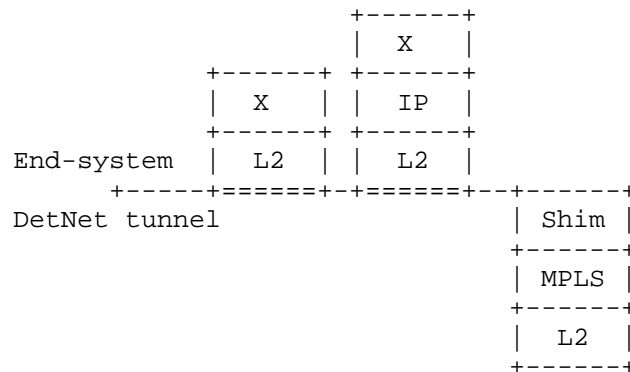 +------+
                            |  X   |
                 +------+ +------+
                 |  X   | |  IP  |
                 +------+ +------+
End-system  |  L2  | |  L2  |
     +-----+======+-+======+--+------+
DetNet tunnel                 | Shim |
                              +------+
                              | MPLS |
                              +------+
                              |  L2  |
                              +------+